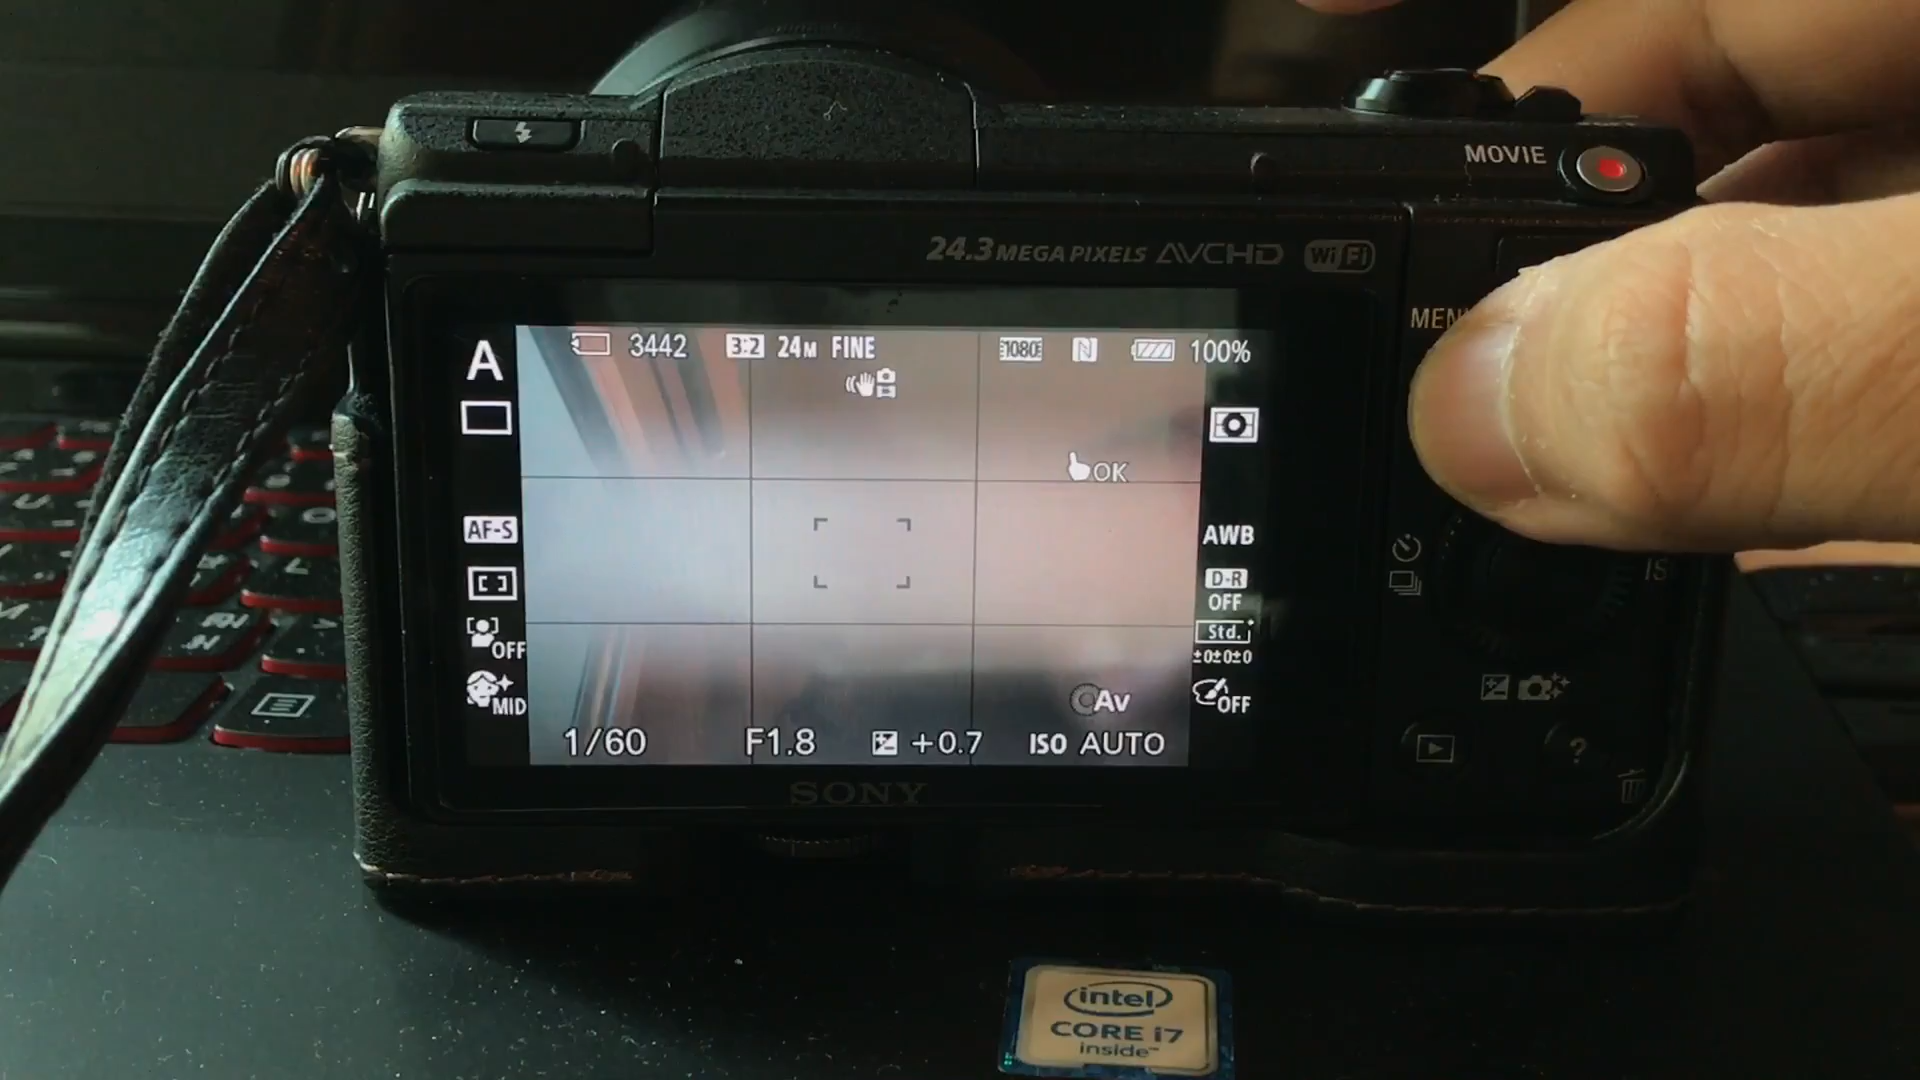 MOVIE
24.3 MEGA PIXELS AVCHD Wi Fi
MENU
A 3442 3:2 24M FINE 1080 N 100%
OK
AF-S
AWB
D-R
OFF
OFF
Std.
±0±0±0
MID
Av
OFF
1/60 F1.8 +0.7 ISO AUTO
?
SONY
intel
CORE i7
inside™